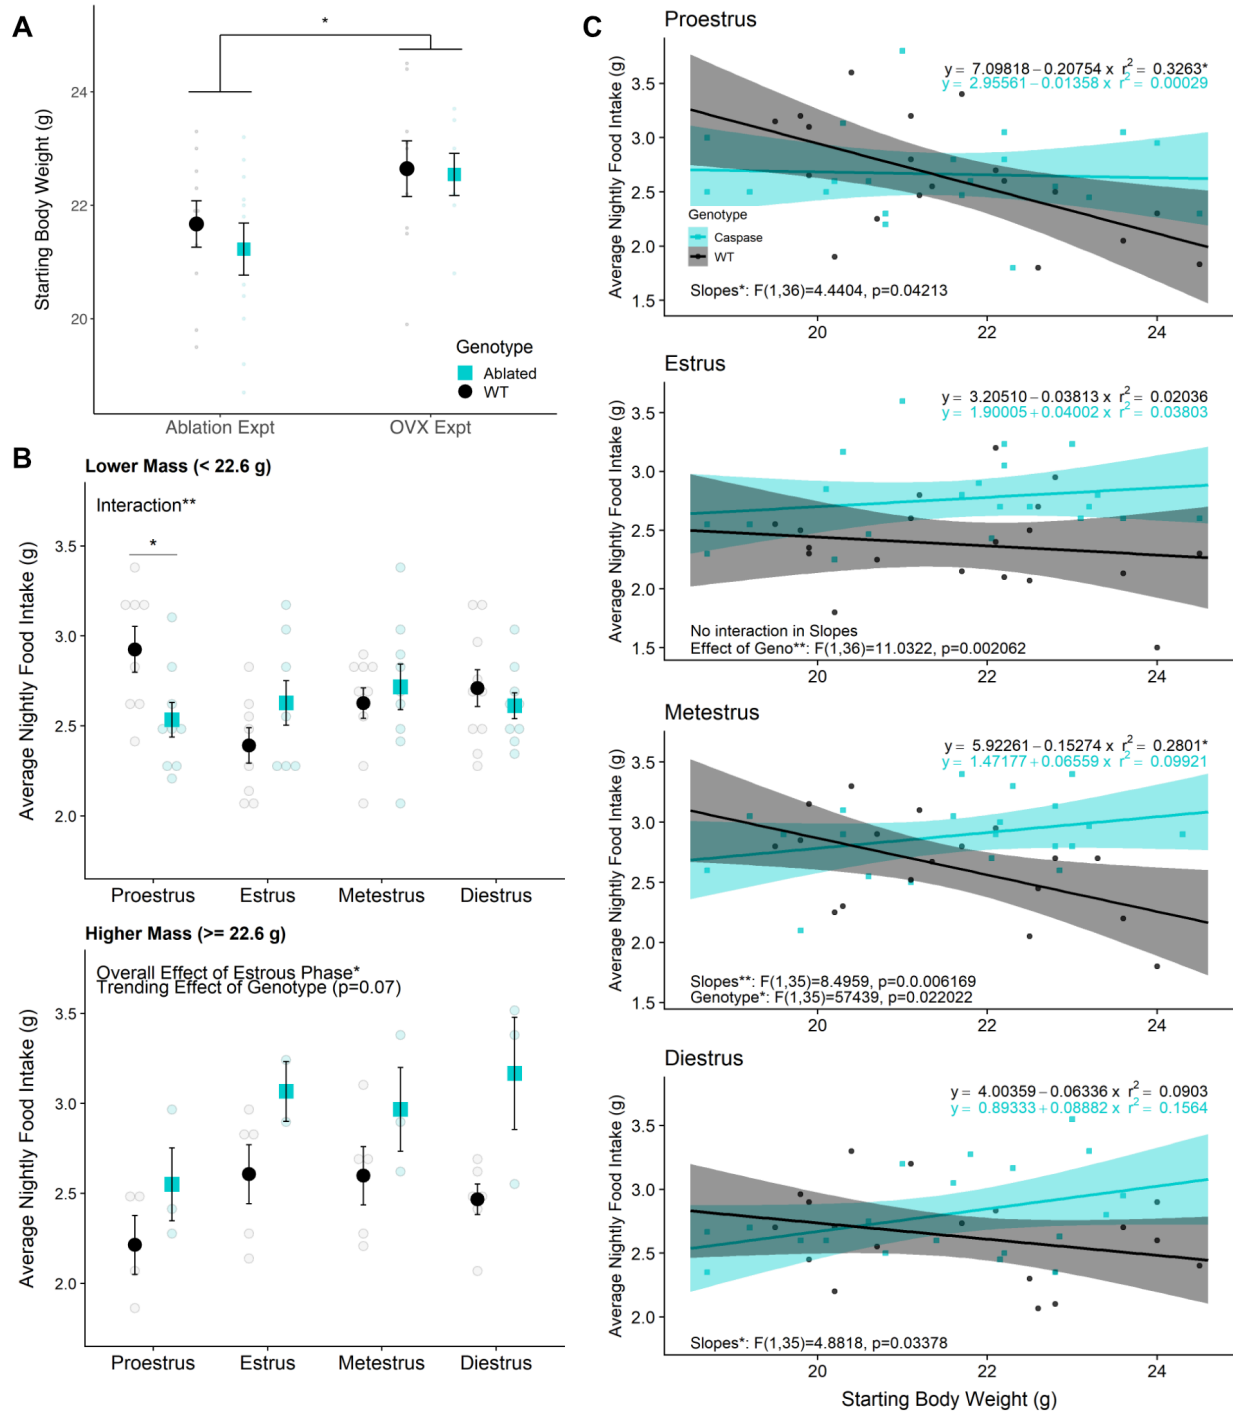 A
*
Starting Body Weight (g)
24
22
20
Genotype
Ablated
WT
Ablation Expt
OVX Expt
B
Lower Mass (< 22.6 g)
Interaction**
*
Average Nightly Food Intake (g)
3.5
3.0
2.5
2.0
Proestrus
Estrus
Metestrus
Diestrus
Higher Mass (>= 22.6 g)
Overall Effect of Estrous Phase*
Trending Effect of Genotype (p=0.07)
Average Nightly Food Intake (g)
3.5
3.0
2.5
2.0
Proestrus
Estrus
Metestrus
Diestrus
C
Proestrus
y = 7.09818 − 0.20754 x r² = 0.3263*
y = 2.95561 − 0.01358 x r² = 0.00029
Average Nightly Food Intake (g)
3.5
3.0
2.5
2.0
1.5
Genotype
Caspase
WT
Slopes*: F(1,36)=4.4404, p=0.04213
20
22
24
Estrus
y = 3.20510 − 0.03813 x r² = 0.02036
y = 1.90005 + 0.04002 x r² = 0.03803
Average Nightly Food Intake (g)
3.5
3.0
2.5
2.0
1.5
No interaction in Slopes
Effect of Geno**: F(1,36)=11.0322, p=0.002062
20
22
24
Metestrus
y = 5.92261 − 0.15274 x r² = 0.2801*
y = 1.47177 + 0.06559 x r² = 0.09921
Average Nightly Food Intake (g)
3.5
3.0
2.5
2.0
1.5
Slopes**: F(1,35)=8.4959, p=0.0.006169
Genotype*: F(1,35)=57439, p=0.022022
20
22
24
Diestrus
y = 4.00359 − 0.06336 x r² = 0.0903
y = 0.89333 + 0.08882 x r² = 0.1564
Average Nightly Food Intake (g)
3.5
3.0
2.5
2.0
Slopes*: F(1,35)=4.8818, p=0.03378
20
22
24
Starting Body Weight (g)